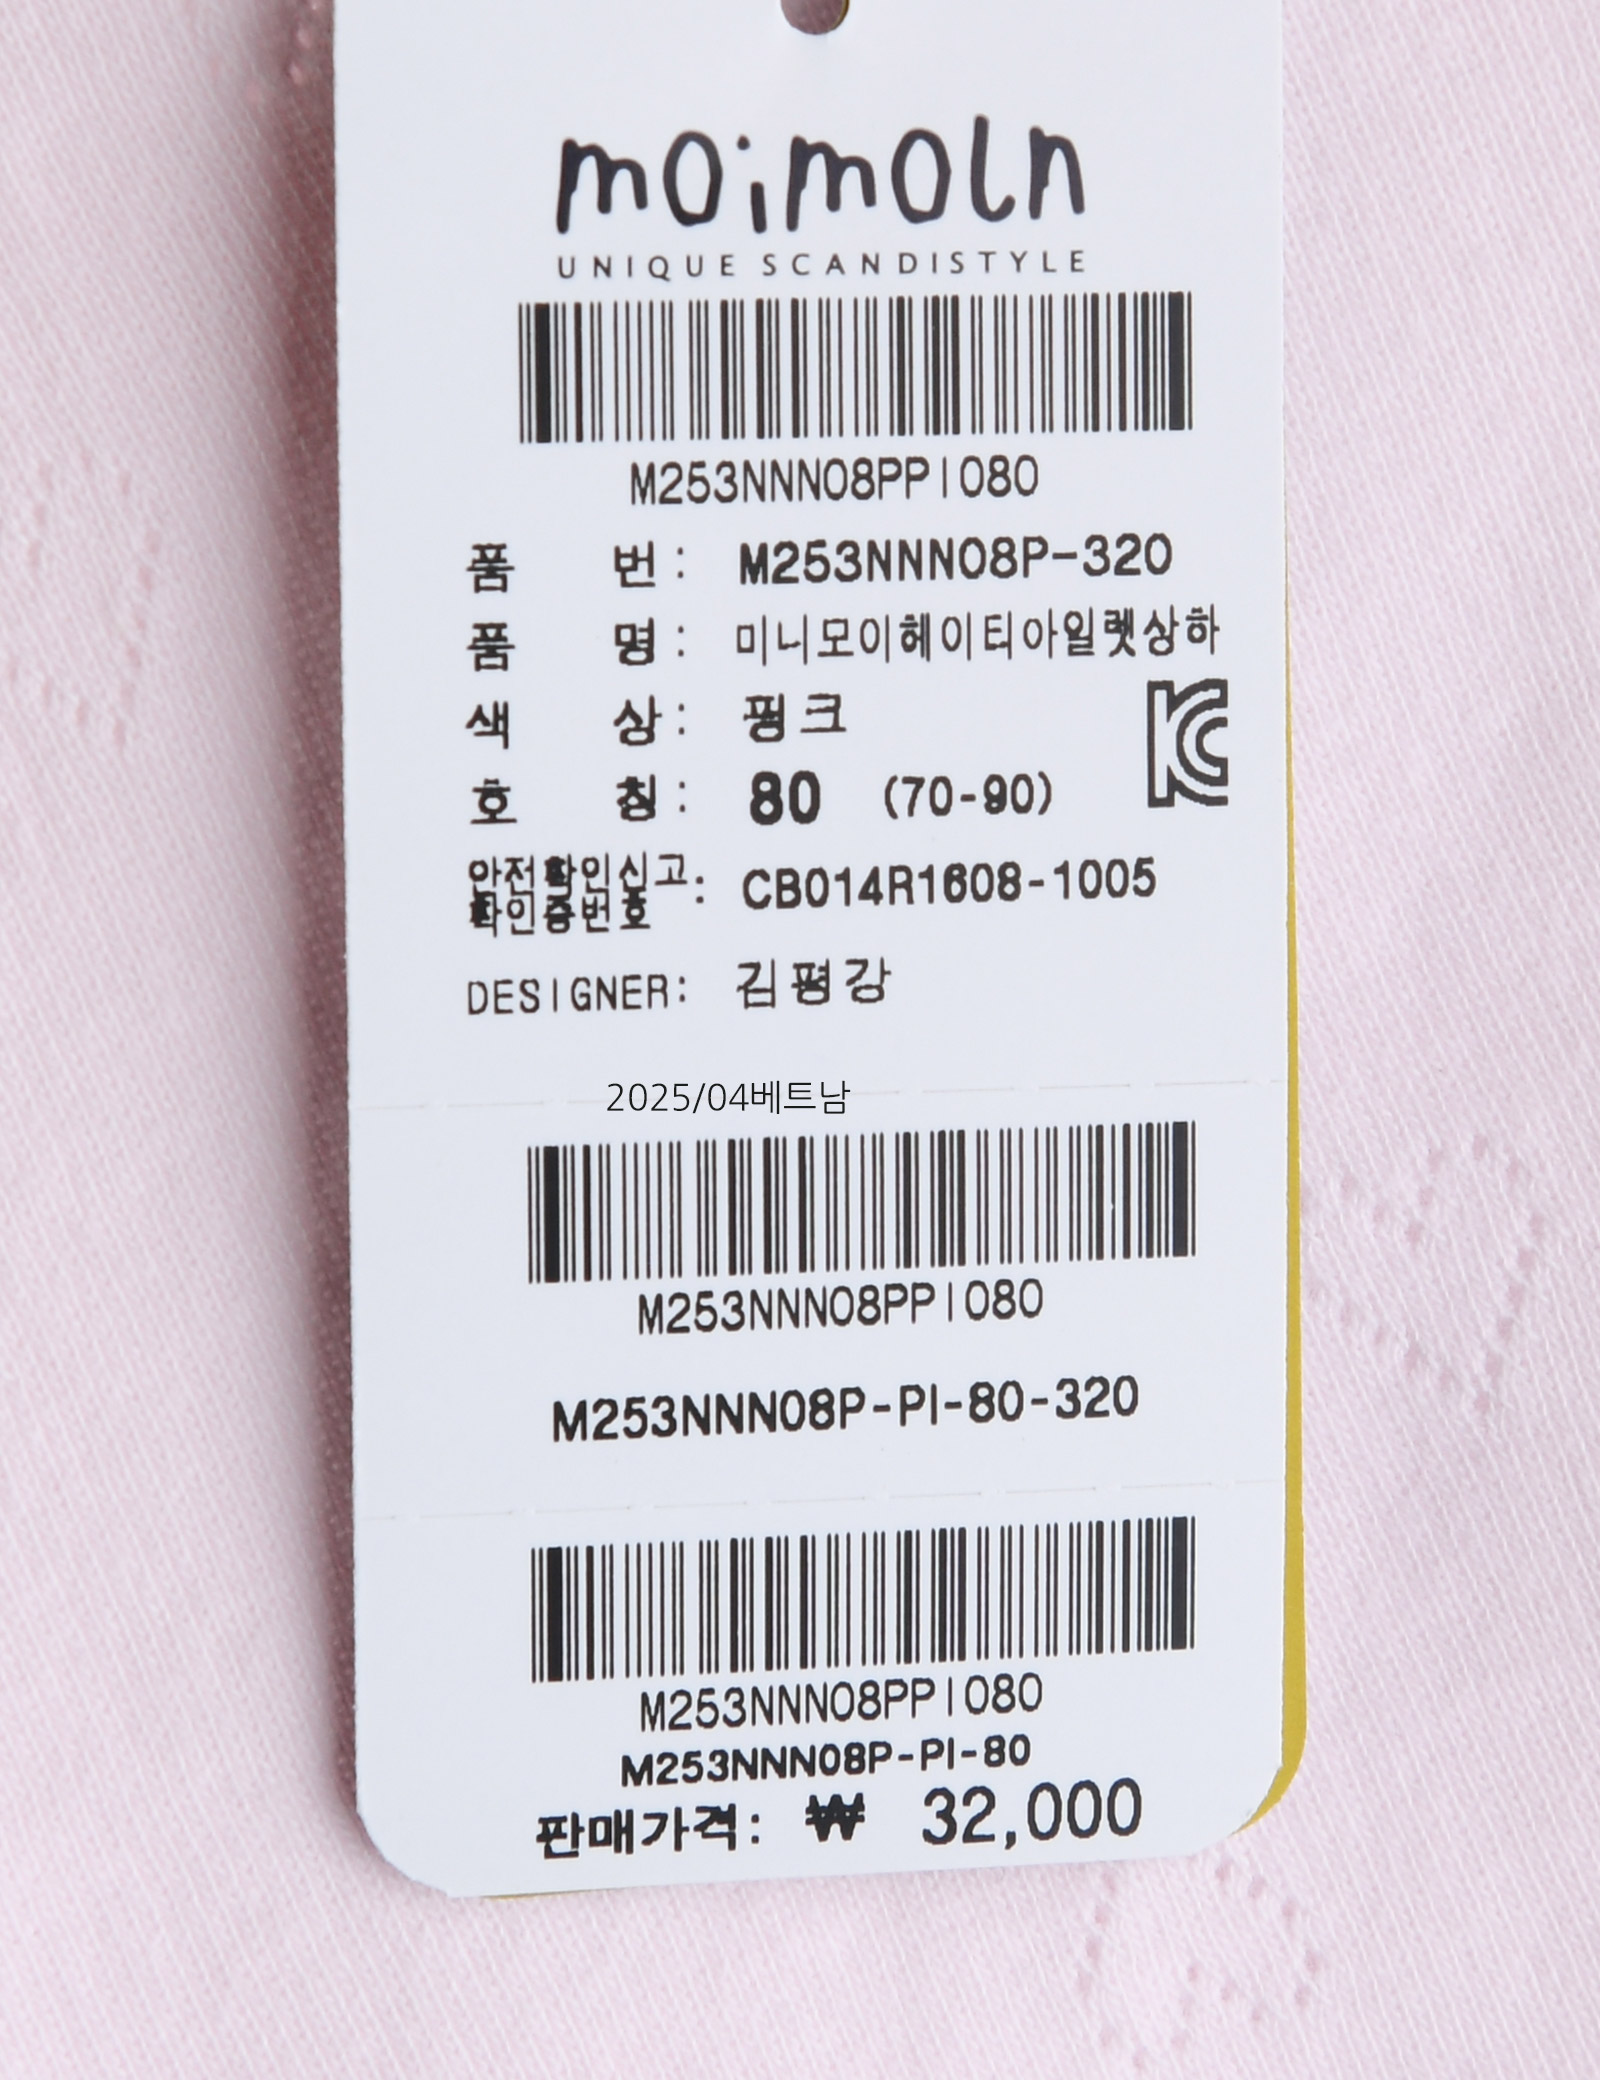 moimoln
UNIQUE SCANDISTYLE
M253NNN08PPI080
품 번 : M253NNN08P-320
품 명 : 미니모이헤이티아일렛상하
색 상 : 핑크
호 칭 : 80 (70-90)
안전확인신고
확인증번호 : CB014R1608-1005
DESIGNER: 김평강
2025/04베트남
M253NNN08PPI080
M253NNN08P-PI-80-320
M253NNN08PPI080
M253NNN08P-PI-80
판매가격: ₩ 32,000